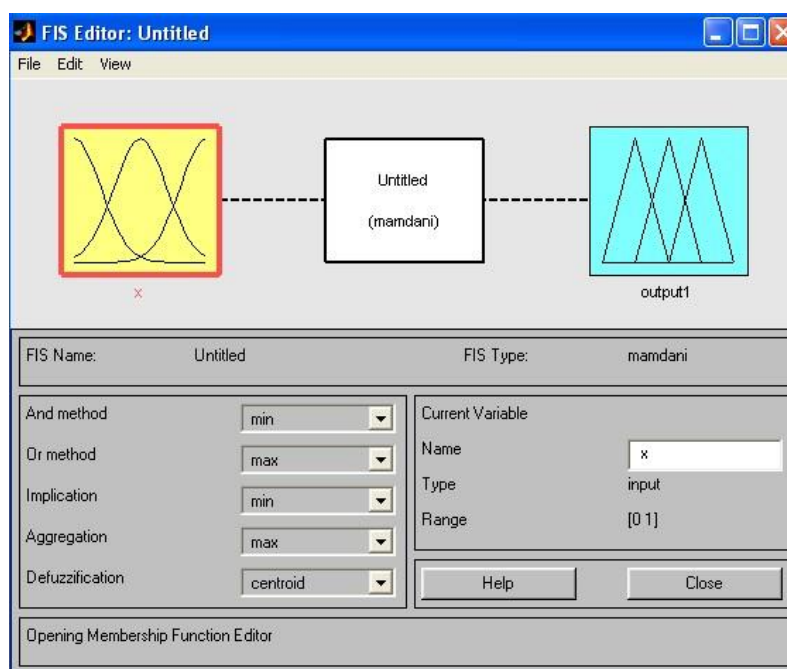 FIS Editor: Untitled
File Edit View
Untitled
(mamdani)
x
output1
FIS Name: Untitled FIS Type: mamdani
And method min
Or method max
Implication min
Aggregation max
Defuzzification centroid
Current Variable
Name x
Type input
Range [0 1]
Help Close
Opening Membership Function Editor